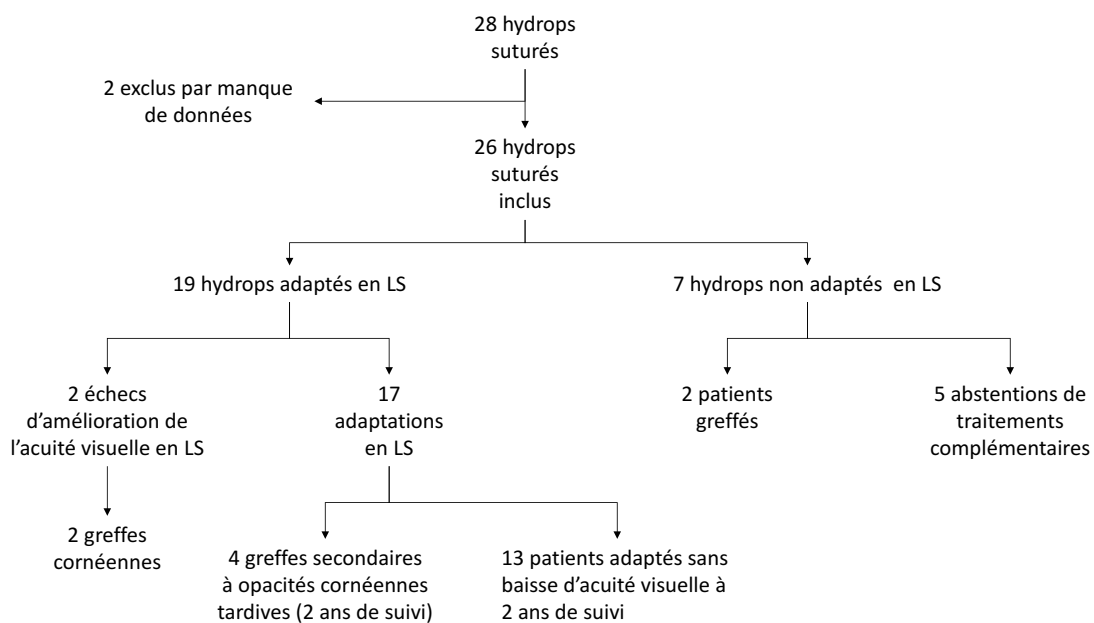 28 hydrops
suturés
2 exclus par manque
de données
26 hydrops
suturés
inclus
19 hydrops adaptés en LS
7 hydrops non adaptés en LS
2 échecs
d’amélioration de
l’acuité visuelle en LS
17
adaptations
en LS
2 patients
greffés
5 abstentions de
traitements
complémentaires
2 greffes
cornéennes
4 greffes secondaires
à opacités cornéennes
tardives (2 ans de suivi)
13 patients adaptés sans
baisse d’acuité visuelle à
2 ans de suivi